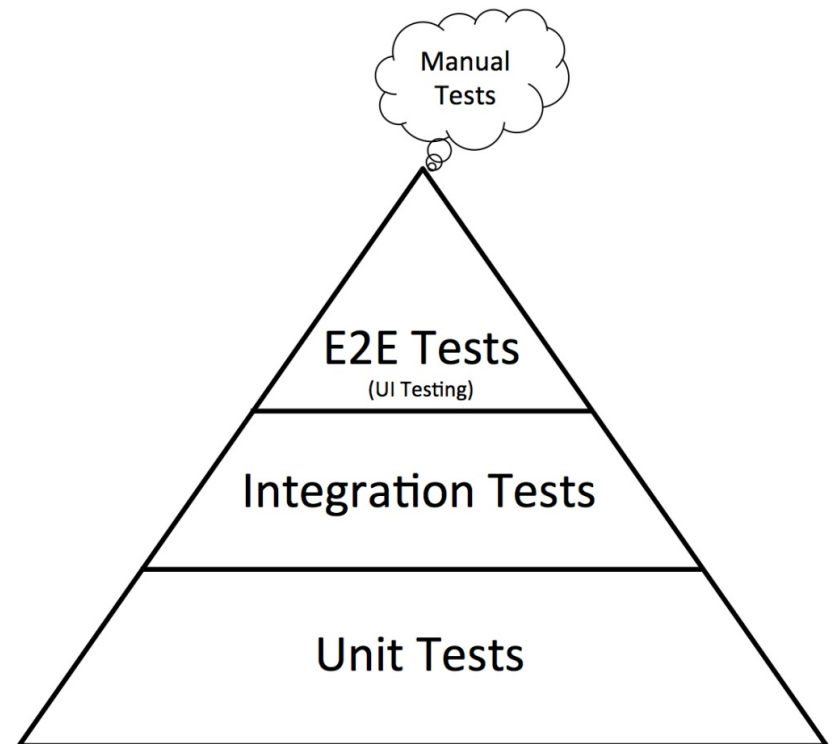 Manual
Tests
E2E Tests
(UI Testing)
Integration Tests
Unit Tests